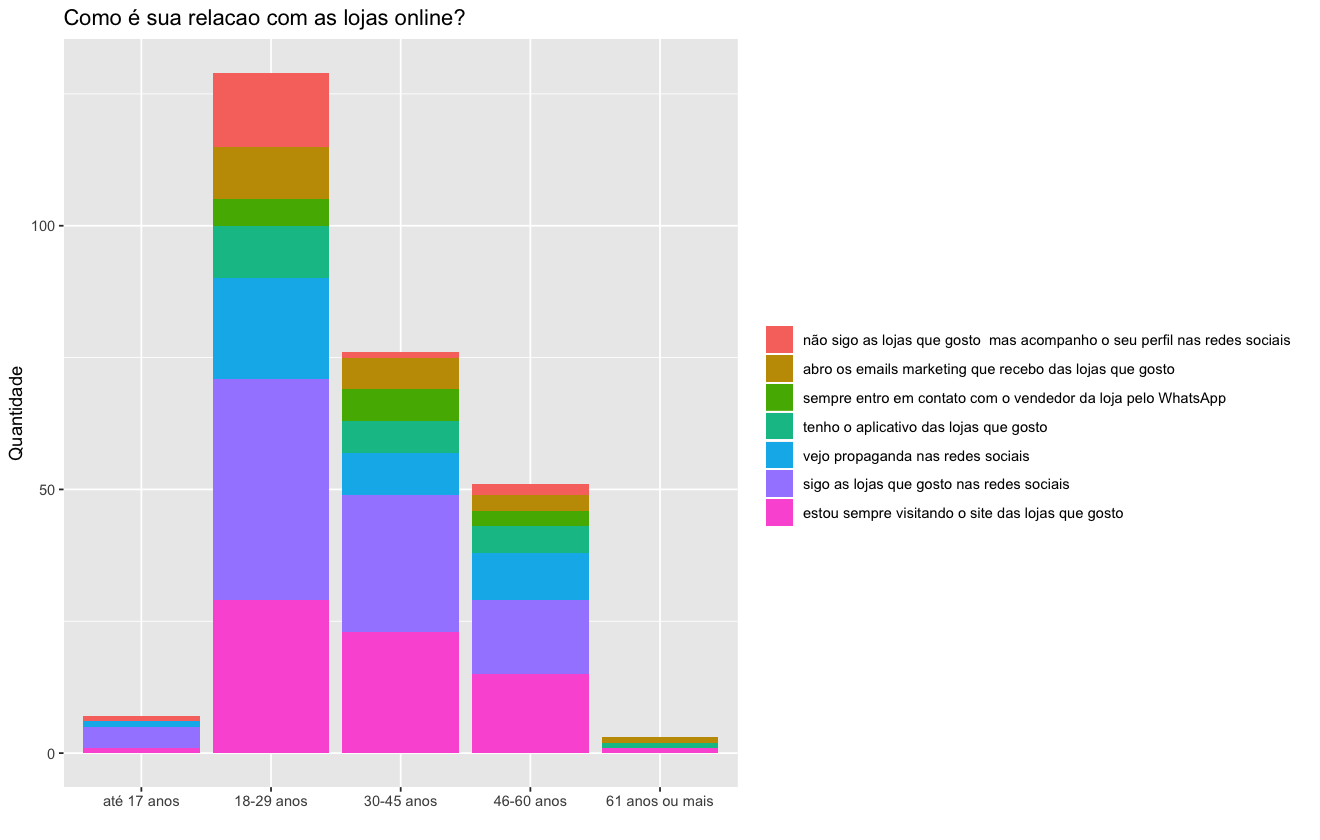 Como é sua relacao com as lojas online?
Quantidade
100
50
0
até 17 anos
18-29 anos
30-45 anos
46-60 anos
61 anos ou mais
não sigo as lojas que gosto  mas acompanho o seu perfil nas redes sociais
abro os emails marketing que recebo das lojas que gosto
sempre entro em contato com o vendedor da loja pelo WhatsApp
tenho o aplicativo das lojas que gosto
vejo propaganda nas redes sociais
sigo as lojas que gosto nas redes sociais
estou sempre visitando o site das lojas que gosto